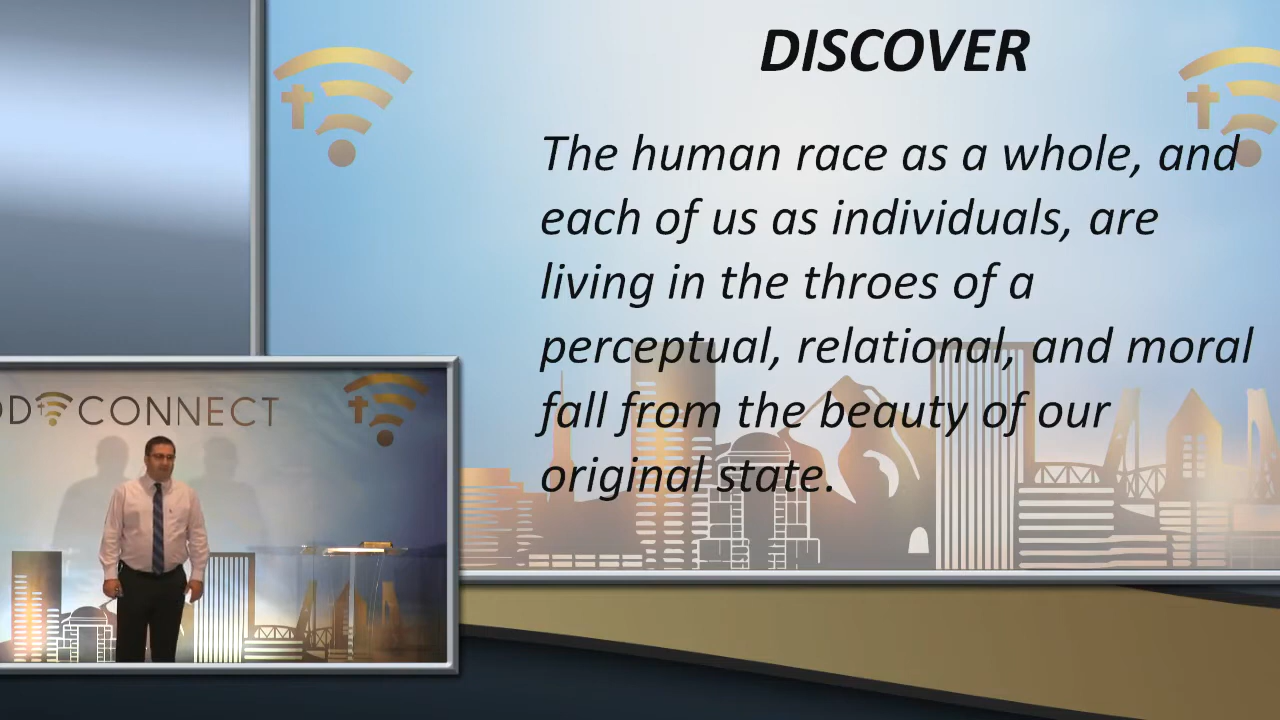 DISCOVER
The human race as a whole, and
each of us as individuals, are
living in the throes of a
perceptual, relational, and moral
fall from the beauty of our
original state.
OD CONNECT